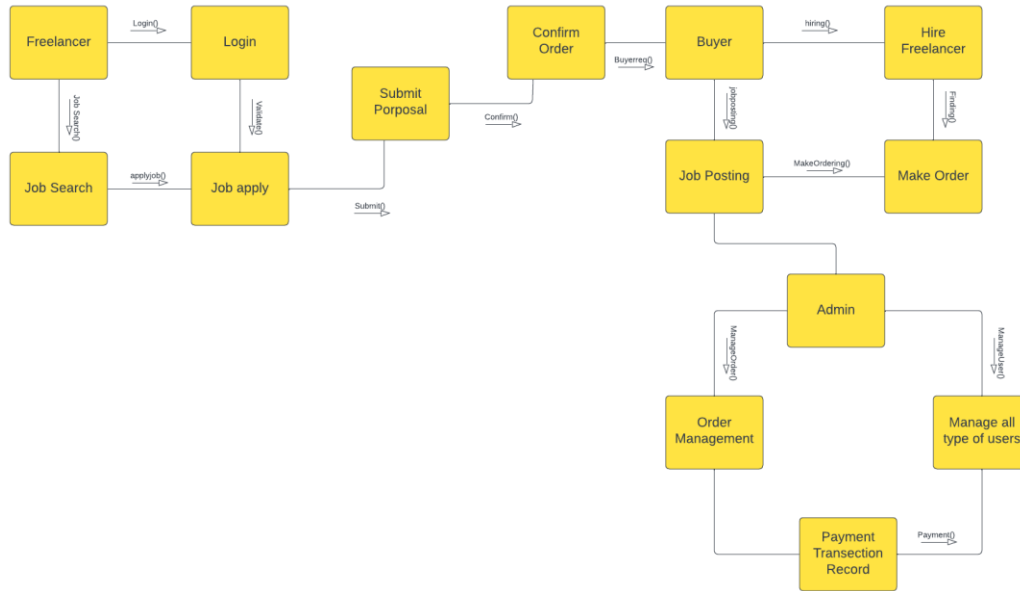 Login()
Freelancer
Login
Confirm
Order
Buyerreq()
Buyer
hiring()
Hire
Freelancer
Job Search()
Validate()
Submit
Porposal
Confirm()
jobposting()
Finding()
Job Search
applyjob()
Job apply
Submit()
Job Posting
MakeOrdering()
Make Order
Admin
ManageOrder()
ManageUser()
Order
Management
Manage all
type of users
Payment
Transection
Record
Payment()